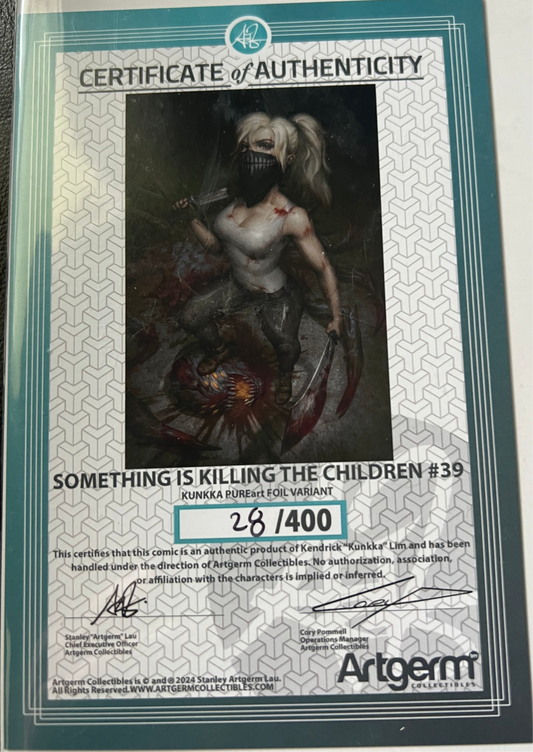 CERTIFICATE of AUTHENTICITY
SOMETHING IS KILLING THE CHILDREN #39
KUNKKA PUREart FOIL VARIANT
28 /400
This certifies that this comic is an authentic product of Kendrick "Kunkka" Lim and has been
handled under the direction of Artgerm Collectibles. No authorization, association,
or affiliation with the characters is implied or inferred.
Stanley "Artgerm" Lau
Chief Executive Officer
Artgerm Collectibles
Cory Pommell
Operations Manager
Artgerm Collectibles
Artgerm
COLLECTIBLES
Artgerm Collectibles is © and ® 2024 Stanley Artgerm Lau.
All Rights Reserved.WWW.ARTGERMCOLLECTIBLES.COM